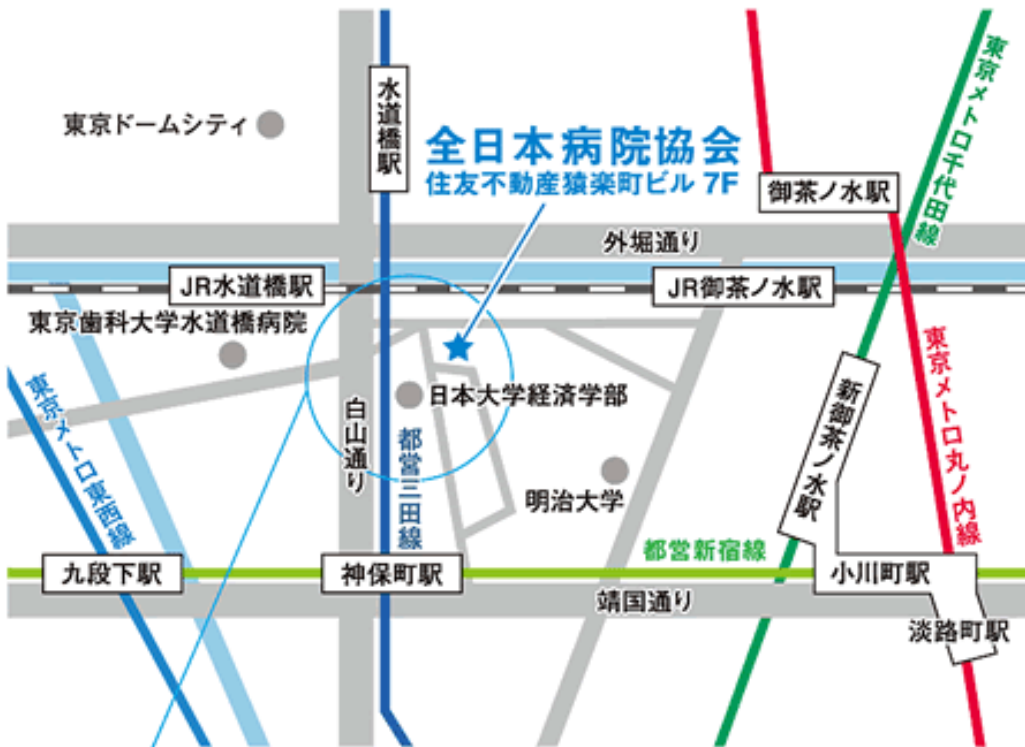 東京メトロ千代田線
水道橋駅
東京ドームシティ
全日本病院協会
住友不動産猿楽町ビル 7F
御茶ノ水駅
外堀通り
JR水道橋駅
JR御茶ノ水駅
東京歯科大学水道橋病院
東京メトロ丸ノ内線
新御茶ノ水駅
日本大学経済学部
東京メトロ東西線
白山通り
都営三田線
明治大学
都営新宿線
九段下駅
神保町駅
小川町駅
靖国通り
淡路町駅